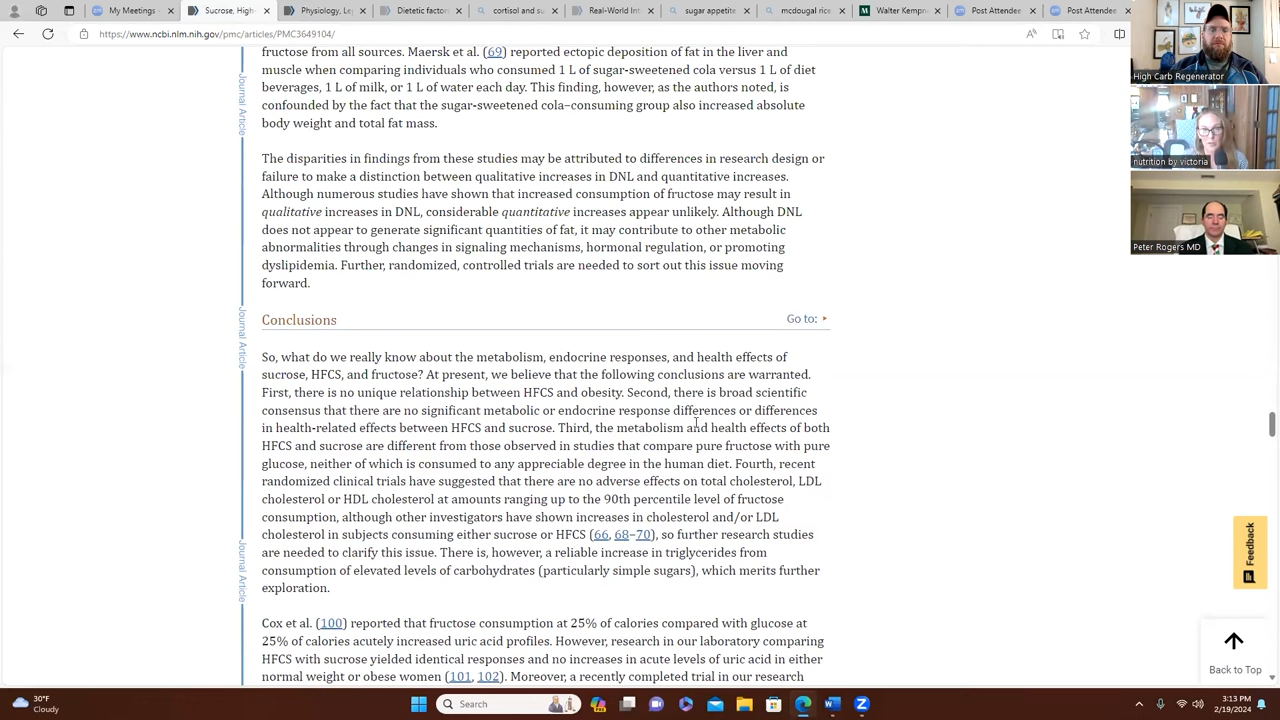 My Meetings -
Sucrose, High-
Physiology, Le
Dietetic factors
cortisol and su
Real-World Int
sugar appetite
mcdougall rice
Walter Kempne
Post Attendee
Post Attendee
https://www.ncbi.nlm.nih.gov/pmc/articles/PMC3649104/
fructose from all sources. Maersk et al. (69) reported ectopic deposition of fat in the liver and
muscle when comparing individuals who consumed 1 L of sugar-sweetened cola versus 1 L of diet
beverages, 1 L of milk, or 1 L of water each day. This finding, however, as the authors noted, is
confounded by the fact that the sugar-sweetened cola–consuming group also increased absolute
body weight and total fat mass.
The disparities in findings from these studies may be attributed to differences in research design or
failure to make a distinction between qualitative increases in DNL and quantitative increases.
Although numerous studies have shown that increased consumption of fructose may result in
qualitative increases in DNL, considerable quantitative increases appear unlikely. Although DNL
does not appear to generate significant quantities of fat, it may contribute to other metabolic
abnormalities through changes in signaling mechanisms, hormonal regulation, or promoting
dyslipidemia. Further, randomized, controlled trials are needed to sort out this issue moving
forward.
Conclusions
Go to:
So, what do we really know about the metabolism, endocrine responses, and health effects of
sucrose, HFCS, and fructose? At present, we believe that the following conclusions are warranted.
First, there is no unique relationship between HFCS and obesity. Second, there is broad scientific
consensus that there are no significant metabolic or endocrine response differences or differences
in health-related effects between HFCS and sucrose. Third, the metabolism and health effects of both
HFCS and sucrose are different from those observed in studies that compare pure fructose with pure
glucose, neither of which is consumed to any appreciable degree in the human diet. Fourth, recent
randomized clinical trials have suggested that there are no adverse effects on total cholesterol, LDL
cholesterol or HDL cholesterol at amounts ranging up to the 90th percentile level of fructose
consumption, although other investigators have shown increases in cholesterol and/or LDL
cholesterol in subjects consuming either sucrose or HFCS (66, 68–70), so further research studies
are needed to clarify this issue. There is, however, a reliable increase in triglycerides from
consumption of elevated levels of carbohydrates (particularly simple sugars), which merits further
exploration.
Cox et al. (100) reported that fructose consumption at 25% of calories compared with glucose at
25% of calories acutely increased uric acid profiles. However, research in our laboratory comparing
HFCS with sucrose yielded identical responses and no increases in acute levels of uric acid in either
normal weight or obese women (101, 102). Moreover, a recently completed trial in our research
Journal Article
Journal Article
Journal Article
High Carb Regenerator
nutrition by victoria
Peter Rogers MD
Feedback
Back to Top
30°F
Cloudy
Search
3:13 PM
2/19/2024